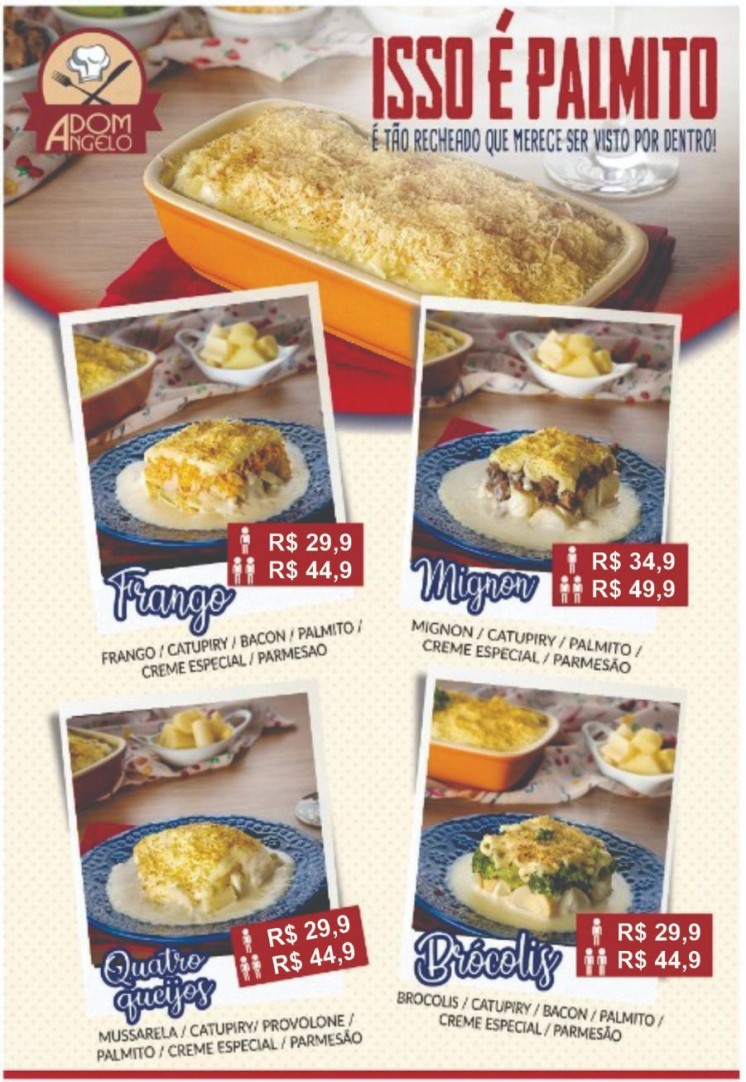 ADOM
ANGELO
ISSO É PALMITO
É TÃO RECHEADO QUE MERECE SER VISTO POR DENTRO!
R$ 29,9
R$ 44,9
Frango
FRANGO / CATUPIRY / BACON / PALMITO /
CREME ESPECIAL / PARMESAO
R$ 34,9
R$ 49,9
Mignon
MIGNON / CATUPIRY / PALMITO /
CREME ESPECIAL / PARMESÃO
R$ 29,9
R$ 44,9
Quatro
queijos
MUSSARELA / CATUPIRY/ PROVOLONE /
PALMITO / CREME ESPECIAL / PARMESÃO
R$ 29,9
R$ 44,9
Brócolis
BROCOLIS / CATUPIRY / BACON / PALMITO /
CREME ESPECIAL / PARMESÃO